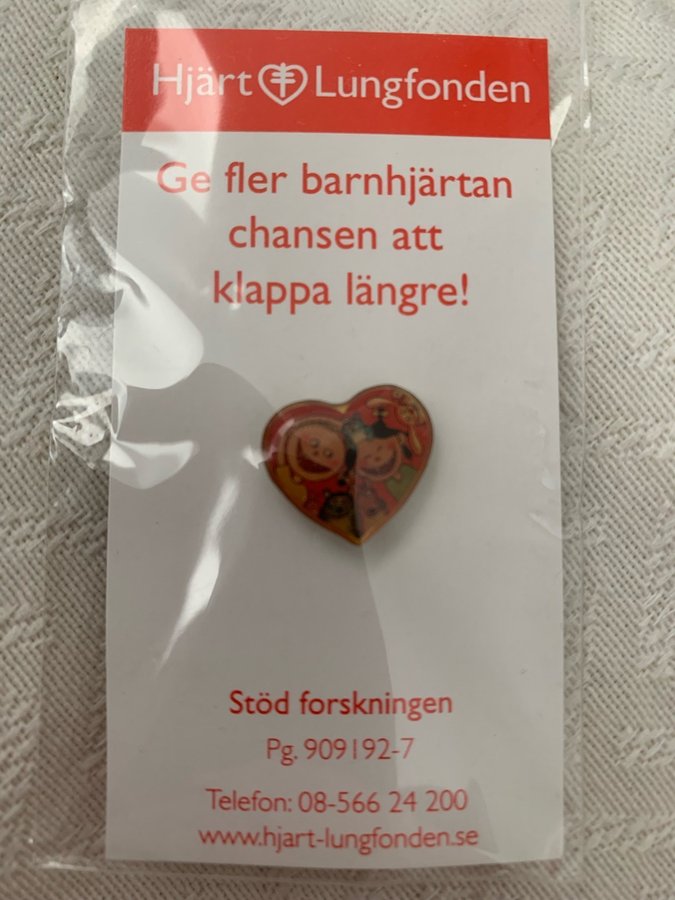 Hjärt Lungfonden
Ge fler barnhjärtan
chansen att
klappa längre!
Stöd forskningen
Pg. 909192-7
Telefon: 08-566 24 200
www.hjart-lungfonden.se